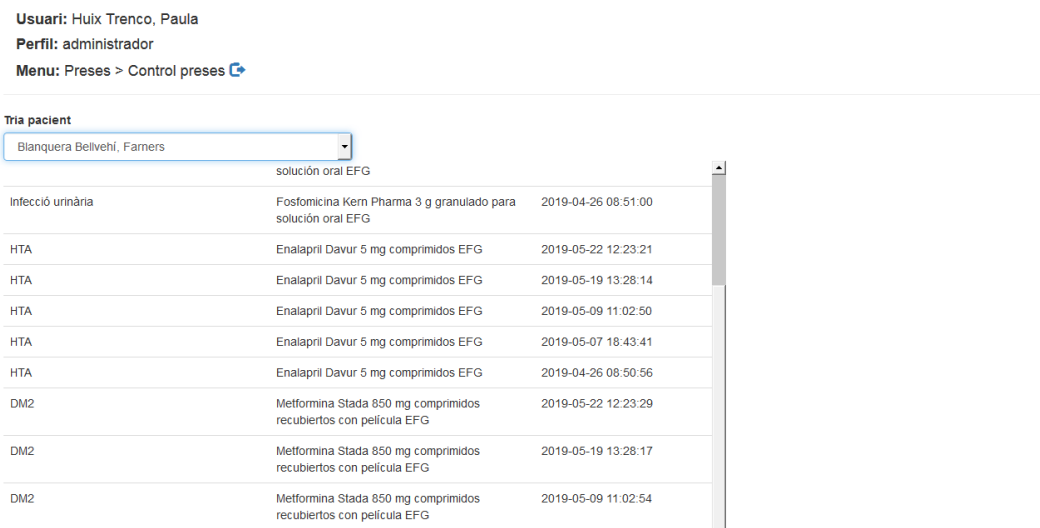 Usuari: Huix Trenco, Paula
Perfil: administrador
Menu: Preses > Control preses
Tria pacient
Blanquera Bellvehí, Farners
solución oral EFG
Infecció urinària Fosfomicina Kern Pharma 3 g granulado para 2019-04-26 08:51:00
solución oral EFG
HTA Enalapril Davur 5 mg comprimidos EFG 2019-05-22 12:23:21
HTA Enalapril Davur 5 mg comprimidos EFG 2019-05-19 13:28:14
HTA Enalapril Davur 5 mg comprimidos EFG 2019-05-09 11:02:50
HTA Enalapril Davur 5 mg comprimidos EFG 2019-05-07 18:43:41
HTA Enalapril Davur 5 mg comprimidos EFG 2019-04-26 08:50:56
DM2 Metformina Stada 850 mg comprimidos 2019-05-22 12:23:29
recubiertos con película EFG
DM2 Metformina Stada 850 mg comprimidos 2019-05-19 13:28:17
recubiertos con película EFG
DM2 Metformina Stada 850 mg comprimidos 2019-05-09 11:02:54
recubiertos con película EFG